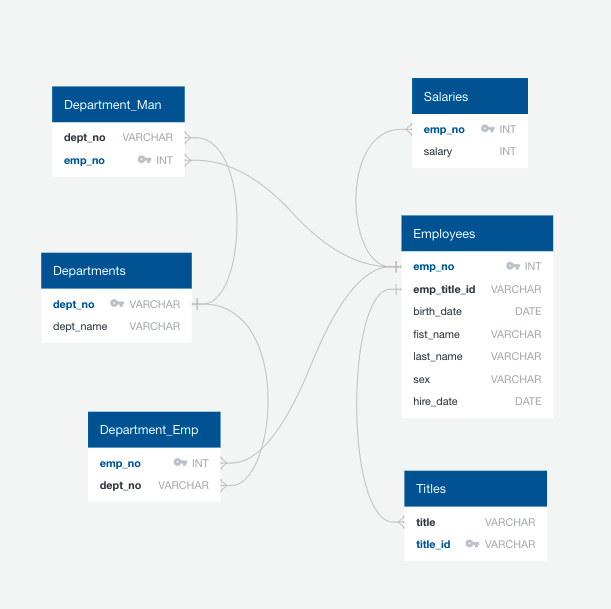 Department_Man
dept_no VARCHAR
emp_no INT
Salaries
emp_no INT
salary INT
Employees
emp_no INT
emp_title_id VARCHAR
birth_date DATE
fist_name VARCHAR
last_name VARCHAR
sex VARCHAR
hire_date DATE
Departments
dept_no VARCHAR
dept_name VARCHAR
Department_Emp
emp_no INT
dept_no VARCHAR
Titles
title VARCHAR
title_id VARCHAR